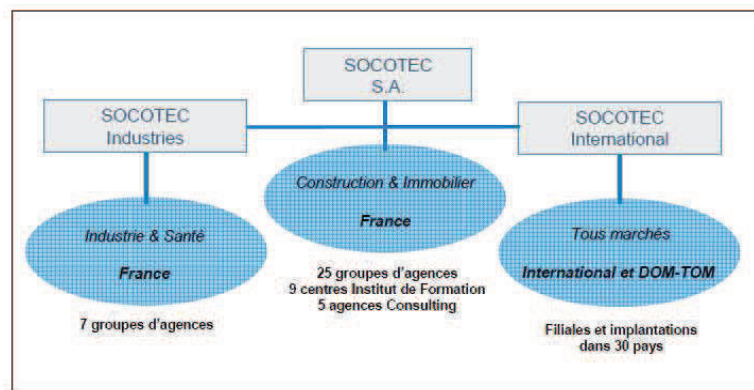 SOCOTEC
S.A.
SOCOTEC
Industries
SOCOTEC
International
Construction & Immobilier
France
Industrie & Santé
France
Tous marchés
International et DOM-TOM
25 groupes d'agences
9 centres Institut de Formation
5 agences Consulting
7 groupes d'agences
Filiales et implantations
dans 30 pays